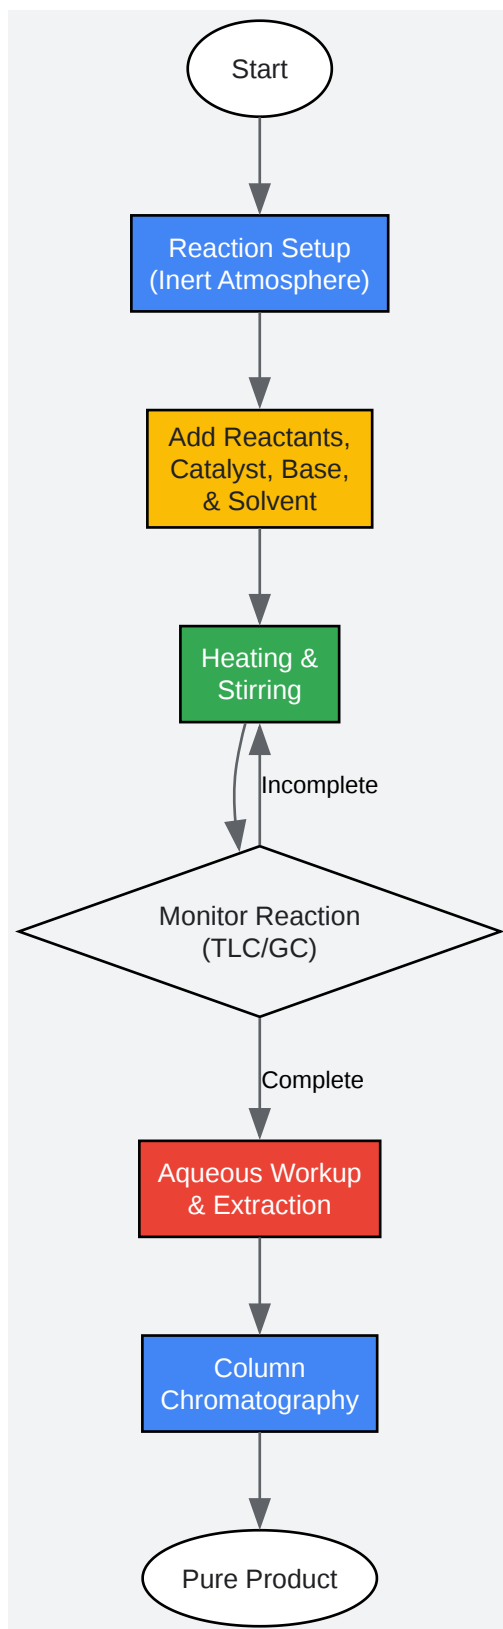 Start
Reaction Setup
(Inert Atmosphere)
Add Reactants,
Catalyst, Base,
& Solvent
Heating &
Stirring
Incomplete
Monitor Reaction
(TLC/GC)
Complete
Aqueous Workup
& Extraction
Column
Chromatography
Pure Product